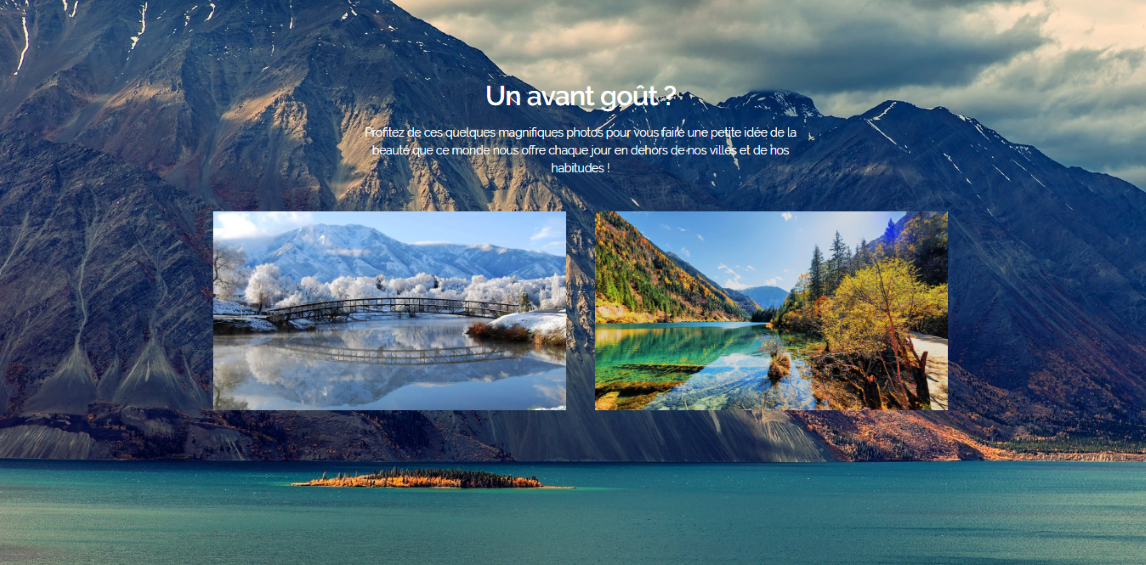 Un avant goût ?
Profitez de ces quelques magnifiques photos pour vous faire une petite idée de la
beauté que ce monde nous offre chaque jour en dehors de nos villes et de nos
habitudes !